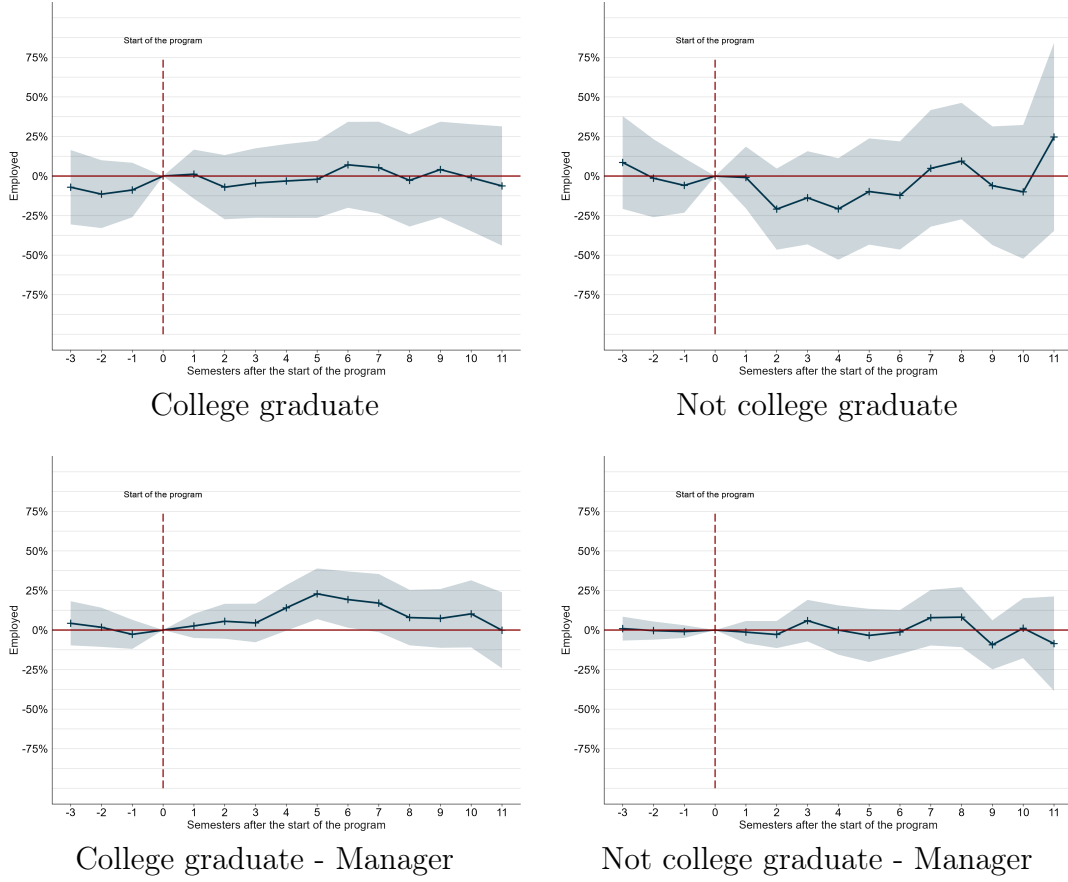 Start of the program
75%
50%
25%
0%
-25%
-50%
-75%
Employed
-3 -2 -1 0 1 2 3 4 5 6 7 8 9 10 11
Semesters after the start of the program
College graduate
Start of the program
75%
50%
25%
0%
-25%
-50%
-75%
Employed
-3 -2 -1 0 1 2 3 4 5 6 7 8 9 10 11
Semesters after the start of the program
Not college graduate
Start of the program
75%
50%
25%
0%
-25%
-50%
-75%
Employed
-3 -2 -1 0 1 2 3 4 5 6 7 8 9 10 11
Semesters after the start of the program
College graduate - Manager
Start of the program
75%
50%
25%
0%
-25%
-50%
-75%
Employed
-3 -2 -1 0 1 2 3 4 5 6 7 8 9 10 11
Semesters after the start of the program
Not college graduate - Manager